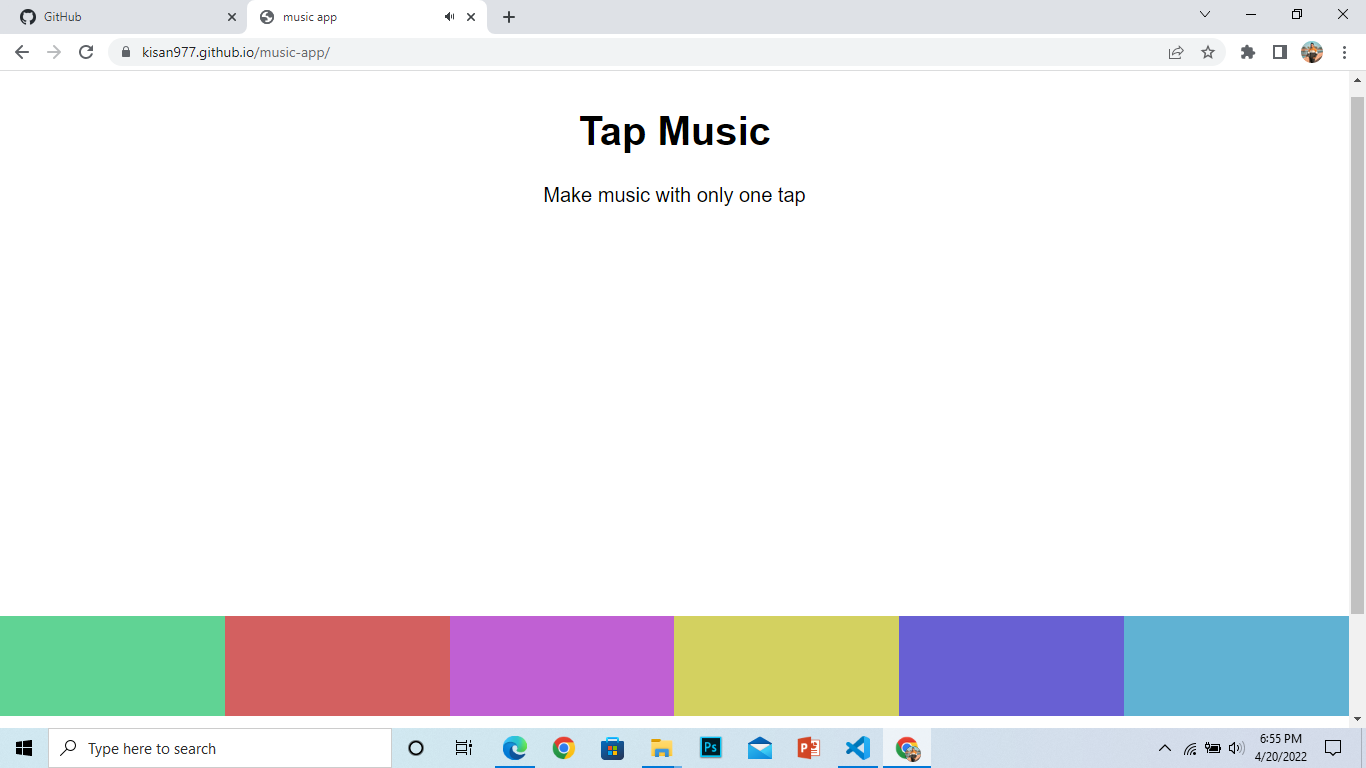 GitHub
music app
kisan977.github.io/music-app/
Tap Music
Make music with only one tap
Type here to search
Ps
P
6:55 PM
4/20/2022